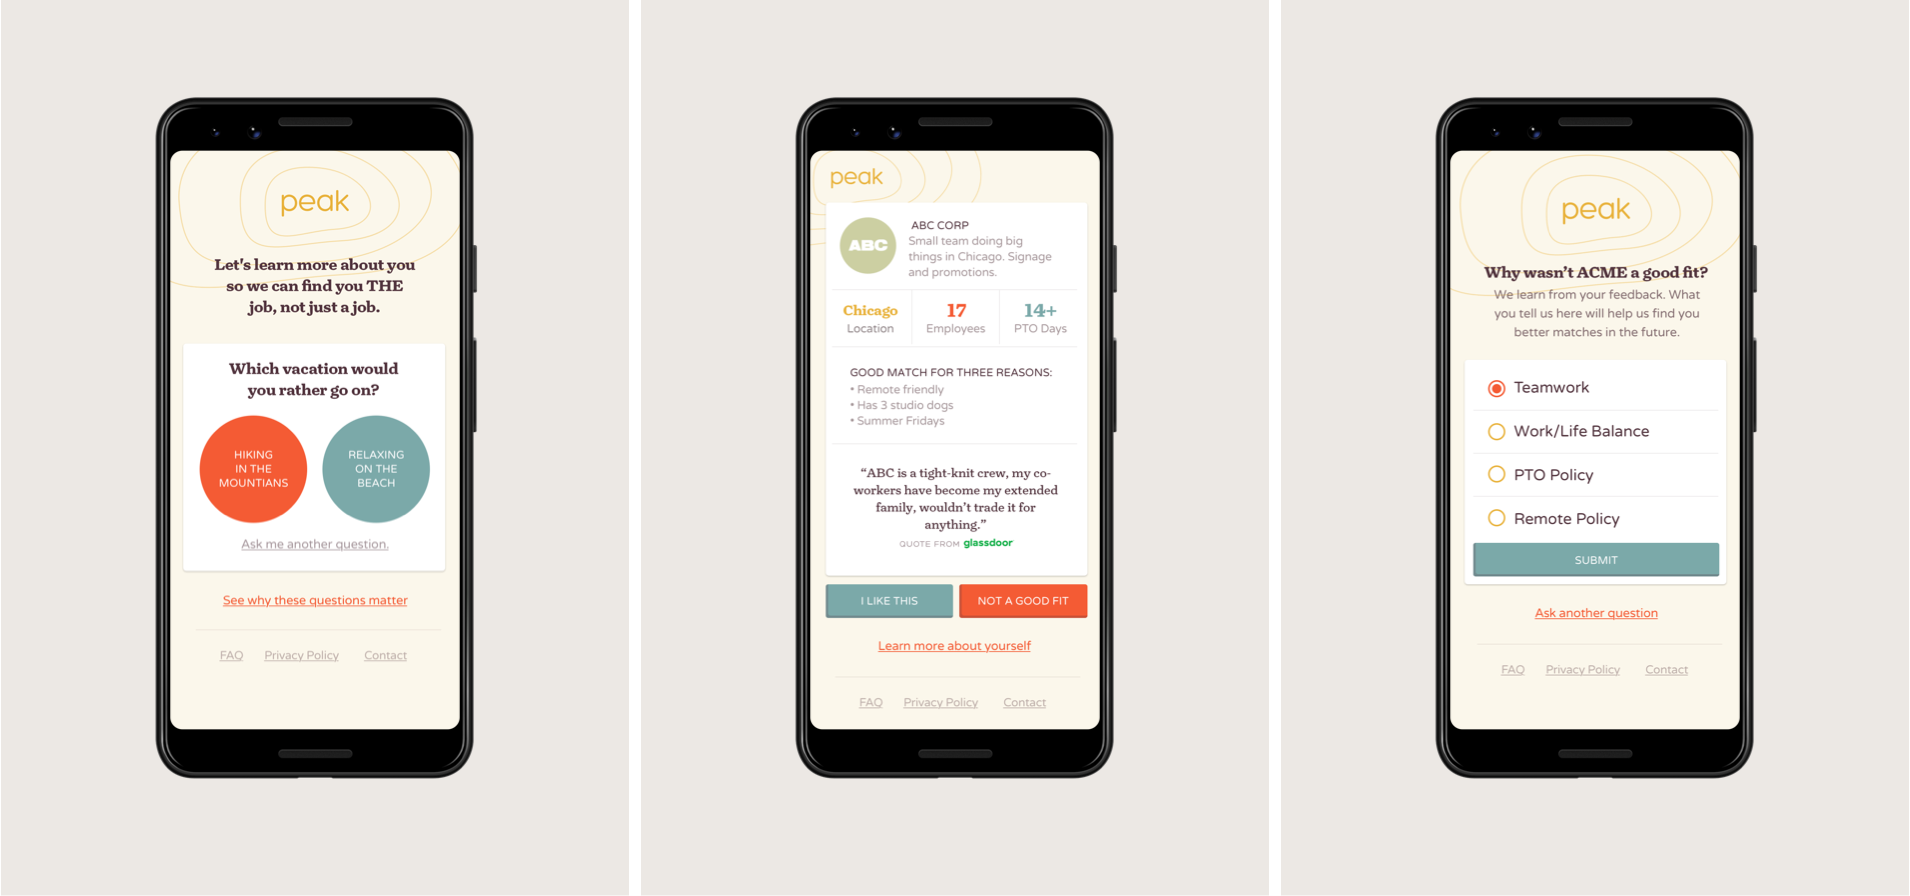 peak
Let's learn more about you
so we can find you THE
job, not just a job.
Which vacation would
you rather go on?
HIKING
IN THE
MOUNTIANS
RELAXING
ON THE
BEACH
Ask me another question.
See why these questions matter
FAQ Privacy Policy Contact
peak
ABC
ABC CORP
Small team doing big
things in Chicago. Signage
and promotions.
Chicago
Location
17
Employees
14+
PTO Days
GOOD MATCH FOR THREE REASONS:
• Remote friendly
• Has 3 studio dogs
• Summer Fridays
“ABC is a tight-knit crew, my co-
workers have become my extended
family, wouldn’t trade it for
anything.”
QUOTE FROM glassdoor
I LIKE THIS
NOT A GOOD FIT
Learn more about yourself
FAQ Privacy Policy Contact
peak
Why wasn’t ACME a good fit?
We learn from your feedback. What
you tell us here will help us find you
better matches in the future.
Teamwork
Work/Life Balance
PTO Policy
Remote Policy
SUBMIT
Ask another question
FAQ Privacy Policy Contact